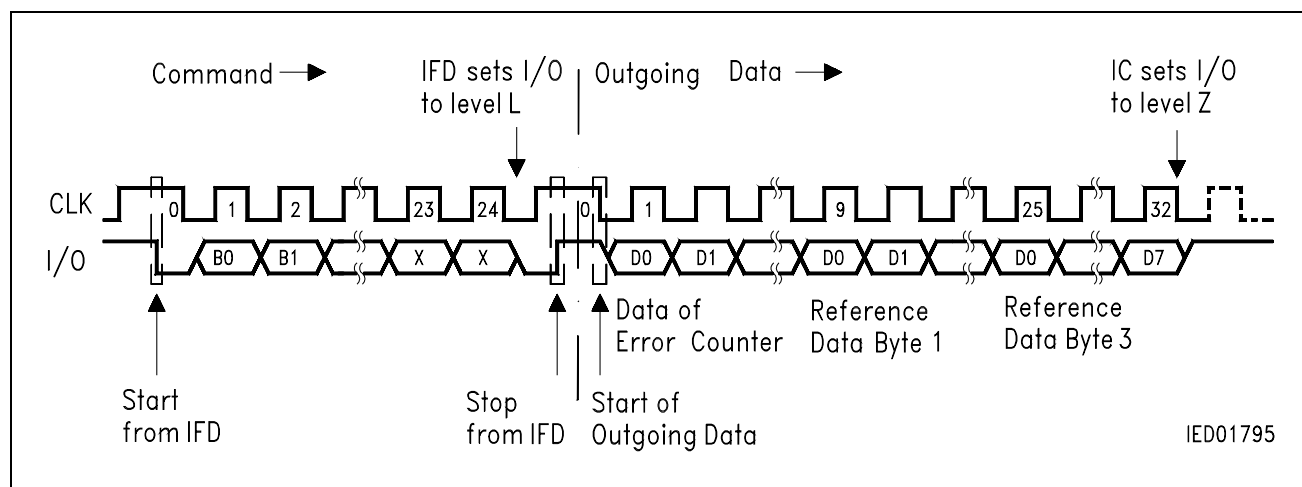 Command
IFD sets I/O
to level L
Outgoing Data
IC sets I/O
to level Z
CLK
0 1 2 23 24 0 1 9 25 32
I/O
B0 B1 X X D0 D1 D0 D1 D0 D7
Data of
Error Counter
Reference
Data Byte 1
Reference
Data Byte 3
Start
from IFD
Stop
from IFD
Start of
Outgoing Data
IED01795